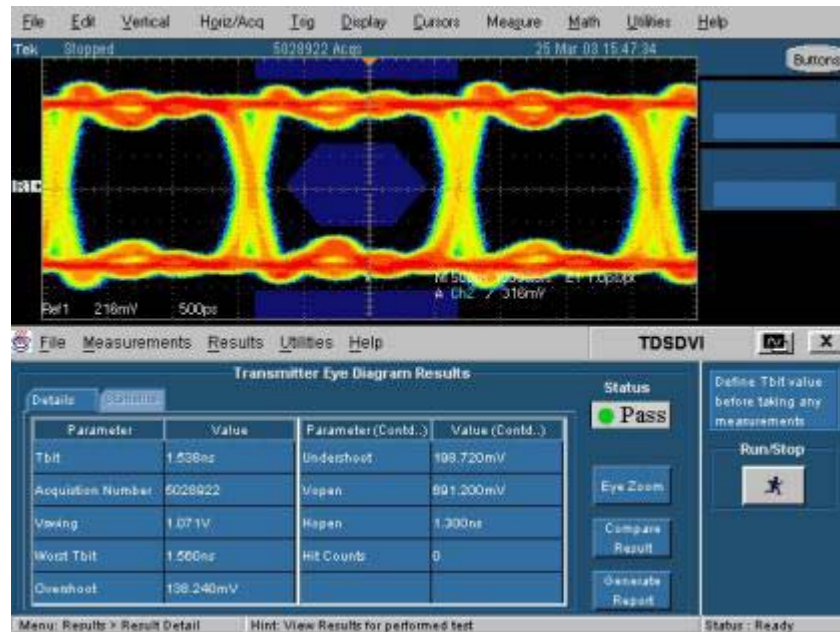 File Edit Vertical Horiz/Acq Trig Display Cursors Measure Math Utilities Help
Tek Stopped 5028922 Acqs 25 Mar 03 15:47:34
Buttons
A Ch2 / 316mV
Ref1 216mV 500ps
File Measurements Results Utilities Help TDSDVI
Transmitter Eye Diagram Results
Details Statistics
Status
Pass
Define Tbit value
before taking any
measurements
Parameter Value Parameter (Contd..) Value (Contd..)
Tbit 1.538ns Undershoot 198.720mV
Run/Stop
Acquistion Number 5028922 Vopen 691.200mV
Eye Zoom
Vswing 1.071V Hopen 1.300ns
Worst Tbit 1.560ns Hit Counts 0
Compare
Result
Overshoot 138.240mV
Generate
Report
Menu: Results > Result Detail Hint: View Results for performed test Status : Ready